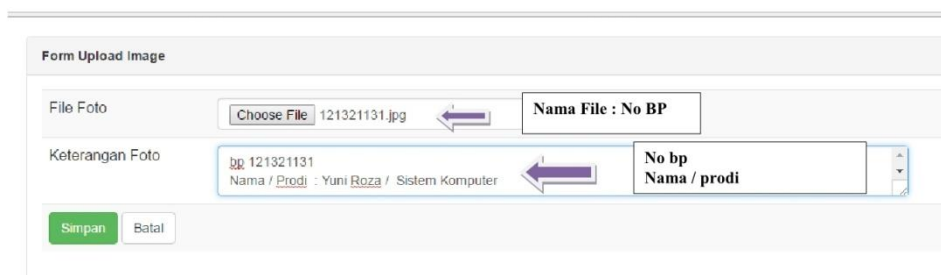 Form Upload Image
File Foto
Choose File 121321131.jpg
Nama File : No BP
Keterangan Foto
bp 121321131
Nama / Prodi : Yuni Roza / Sistem Komputer
No bp
Nama / prodi
Simpan Batal